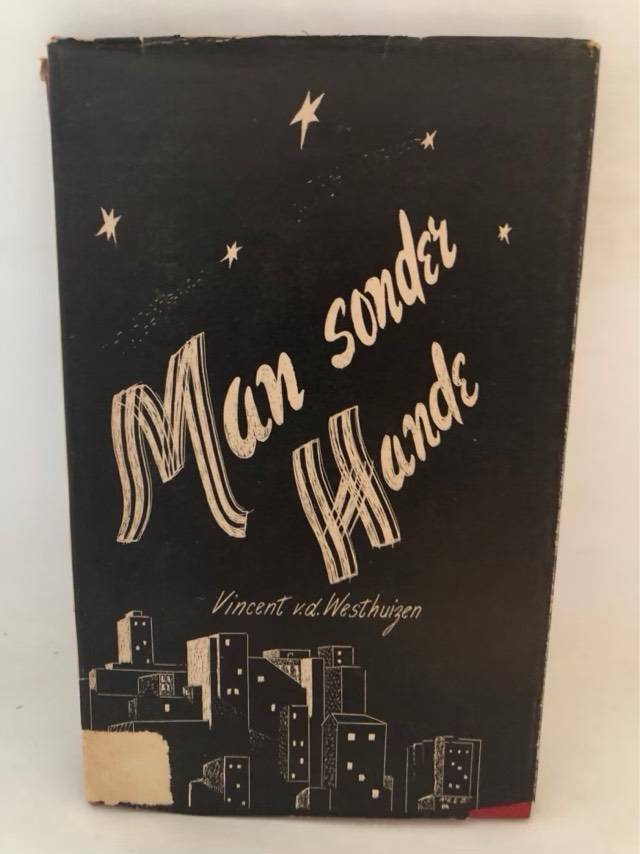 Man sonder
Hande
Vincent v.d. Westhuizen